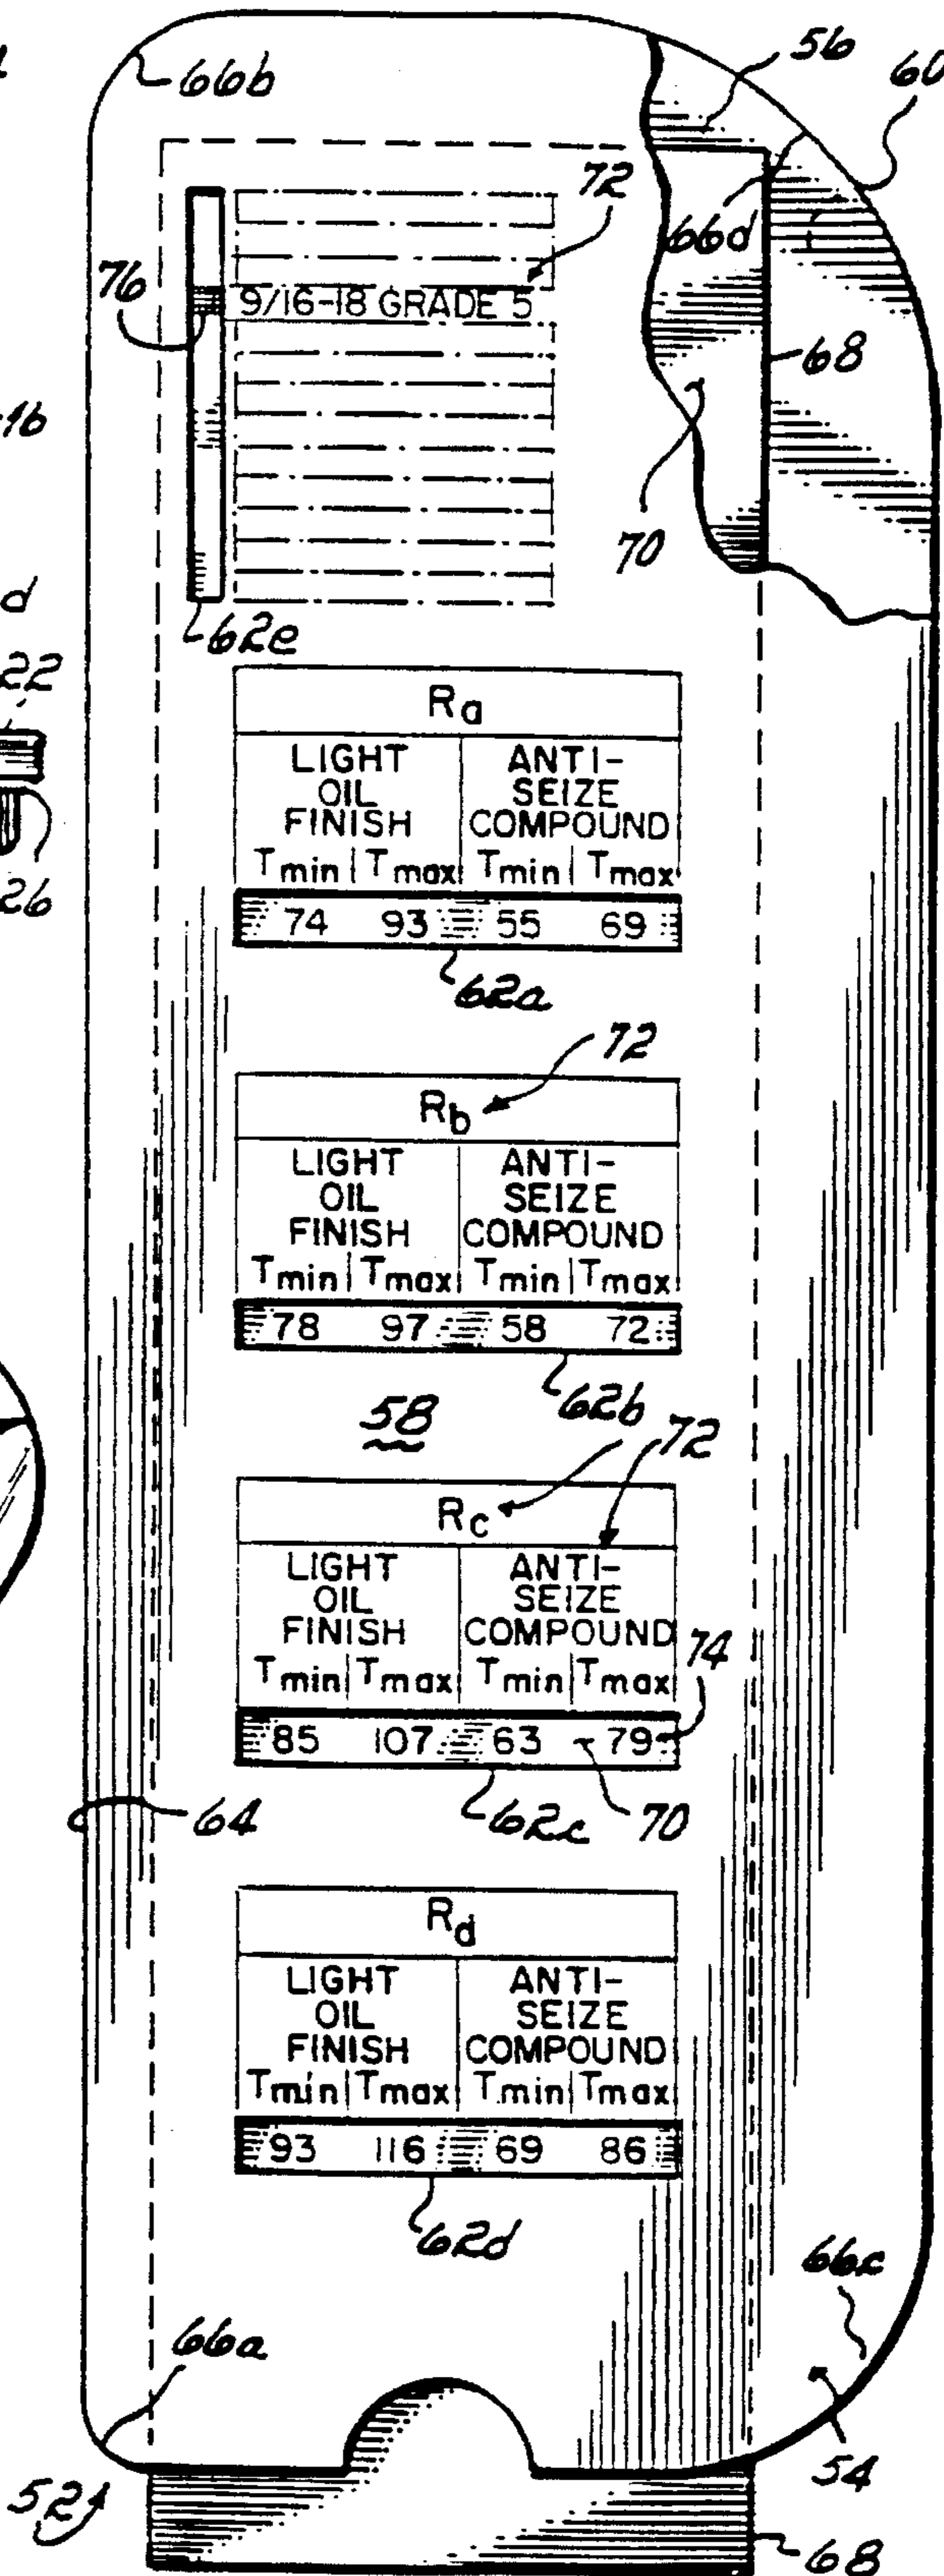 66b
56
60
72
66d
76
9/16-18 GRADE 5
68
16
70
d
62e
22
Ra
LIGHT OIL FINISH ANTI-SEIZE COMPOUND
Tmin Tmax Tmin Tmax
74 93 55 69
26
62a
72
Rb
LIGHT OIL FINISH ANTI-SEIZE COMPOUND
Tmin Tmax Tmin Tmax
78 97 58 72
62b
58
72
Rc
LIGHT OIL FINISH ANTI-SEIZE COMPOUND
Tmin Tmax Tmin Tmax
74
85 107 63 79
64
62c
70
Rd
LIGHT OIL FINISH ANTI-SEIZE COMPOUND
Tmin Tmax Tmin Tmax
93 116 69 86
62d
66c
66a
54
52
68